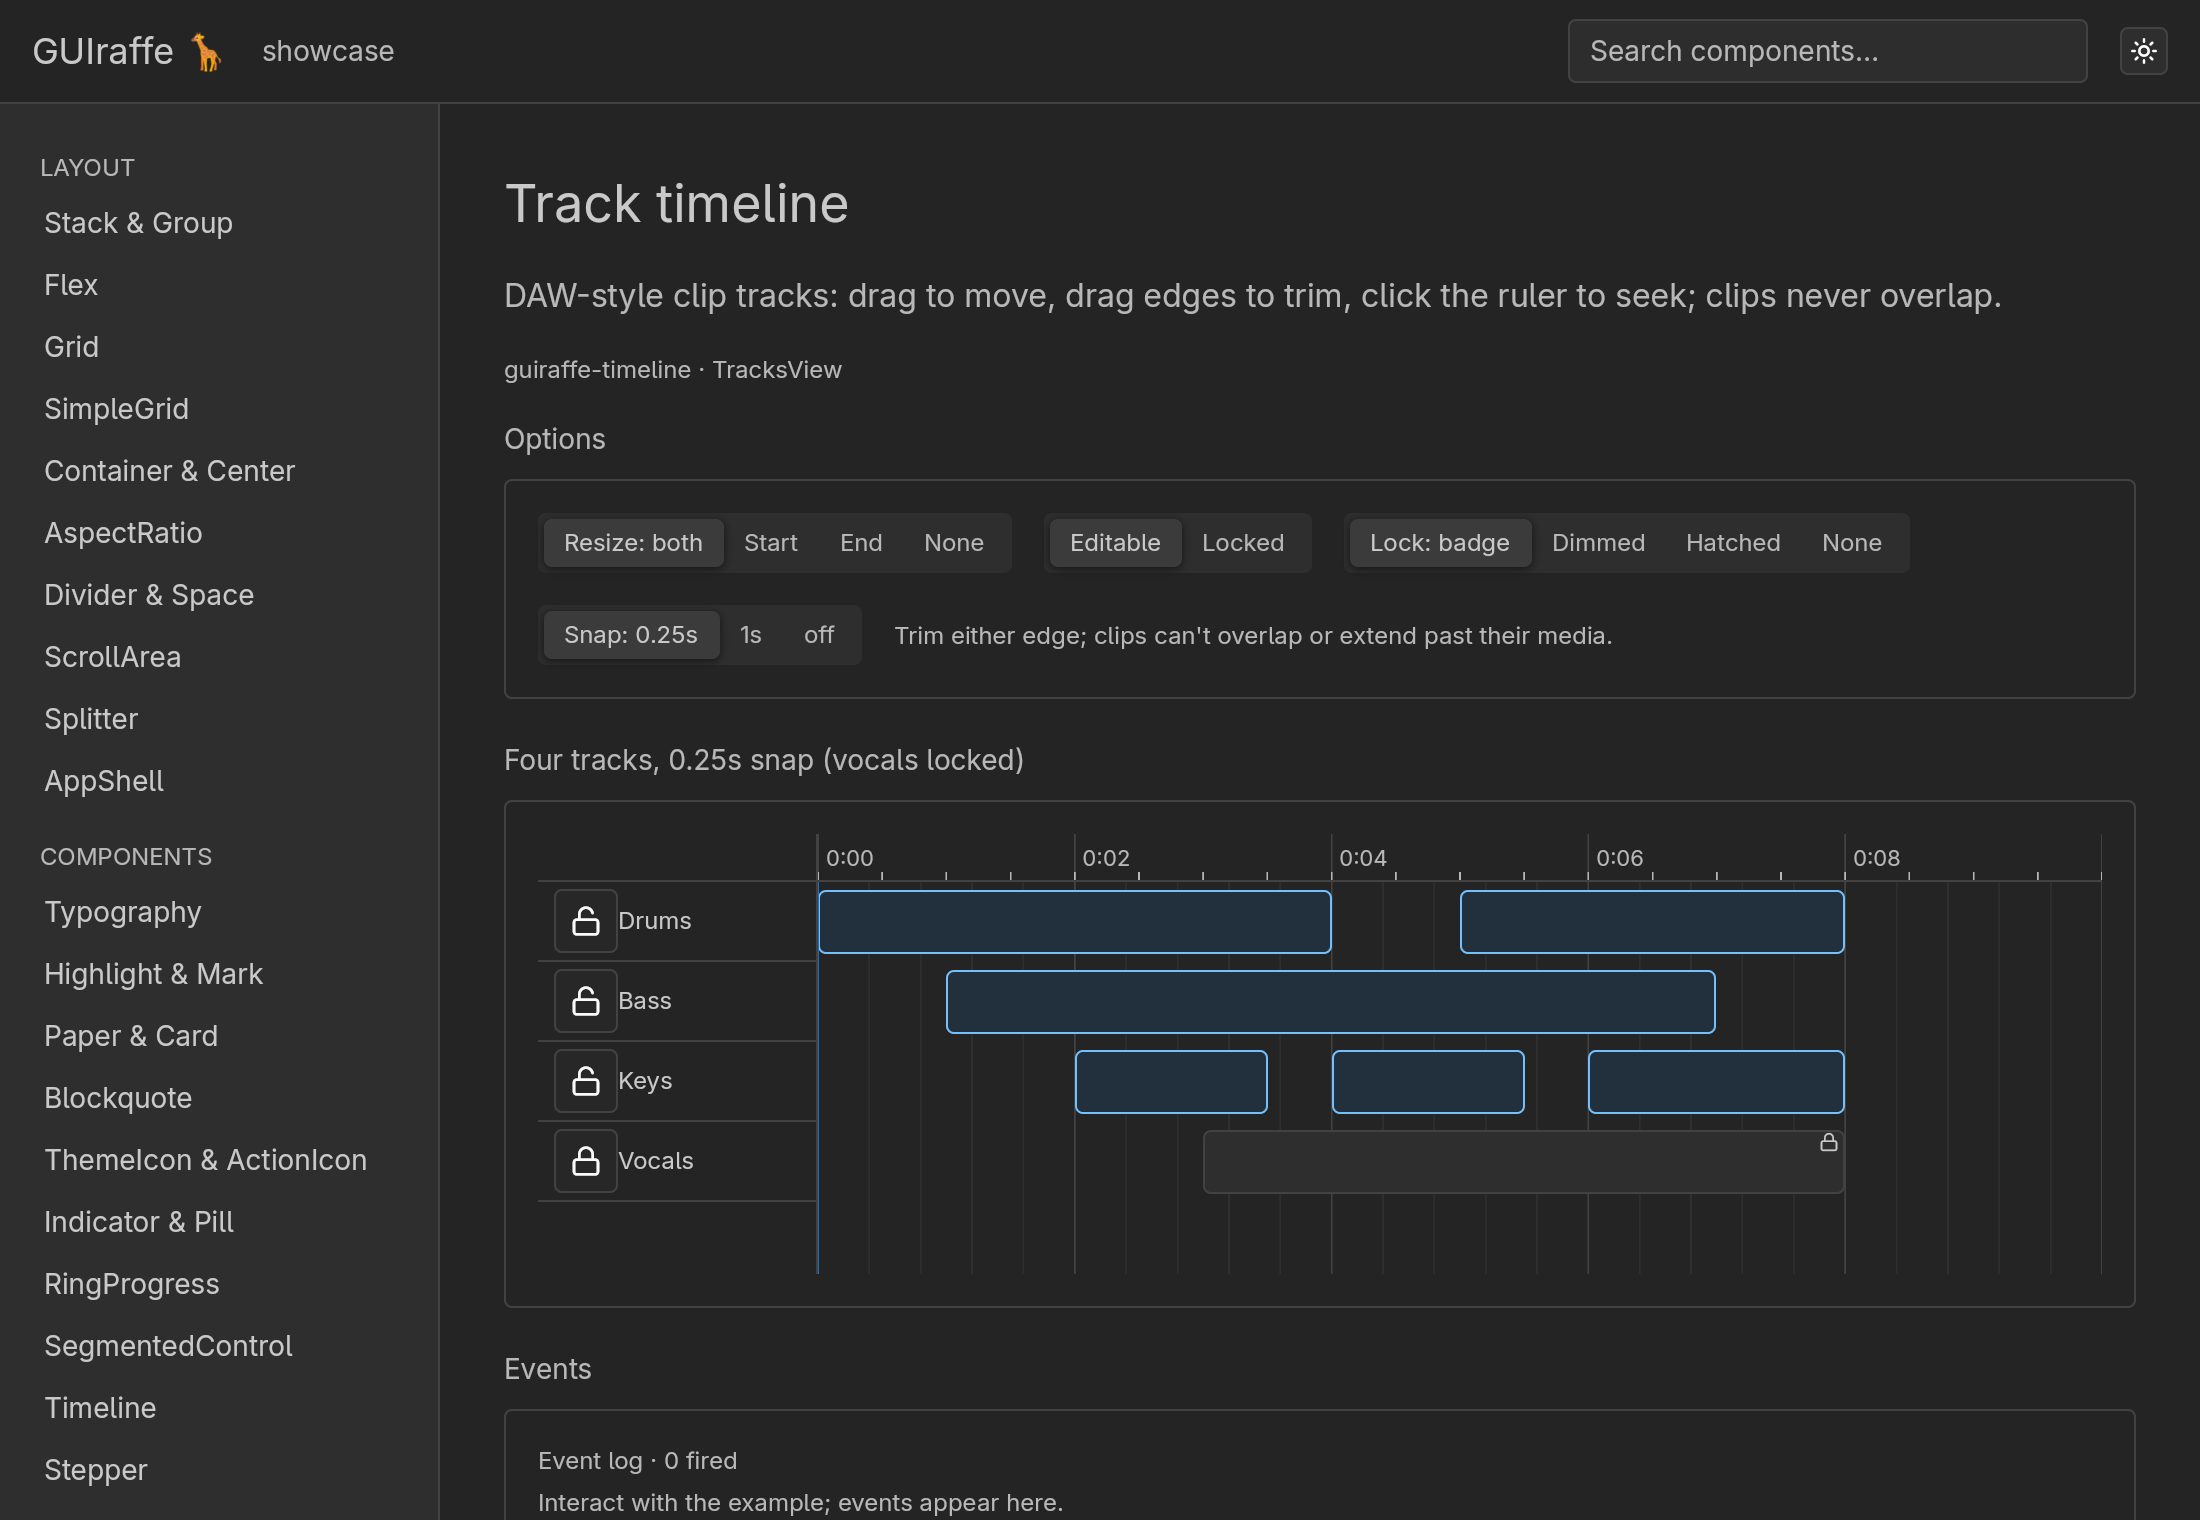 GUIraffe 🦒 showcase Search components...
LAYOUT
Stack & Group
Flex
Grid
SimpleGrid
Container & Center
AspectRatio
Divider & Space
ScrollArea
Splitter
AppShell
COMPONENTS
Typography
Highlight & Mark
Paper & Card
Blockquote
ThemeIcon & ActionIcon
Indicator & Pill
RingProgress
SegmentedControl
Timeline
Stepper
Track timeline
DAW-style clip tracks: drag to move, drag edges to trim, click the ruler to seek; clips never overlap.
guiraffe-timeline · TracksView
Options
Resize: both Start End None Editable Locked Lock: badge Dimmed Hatched None
Snap: 0.25s 1s off Trim either edge; clips can't overlap or extend past their media.
Four tracks, 0.25s snap (vocals locked)
0:00 0:02 0:04 0:06 0:08
Drums
Bass
Keys
Vocals
Events
Event log · 0 fired
Interact with the example; events appear here.